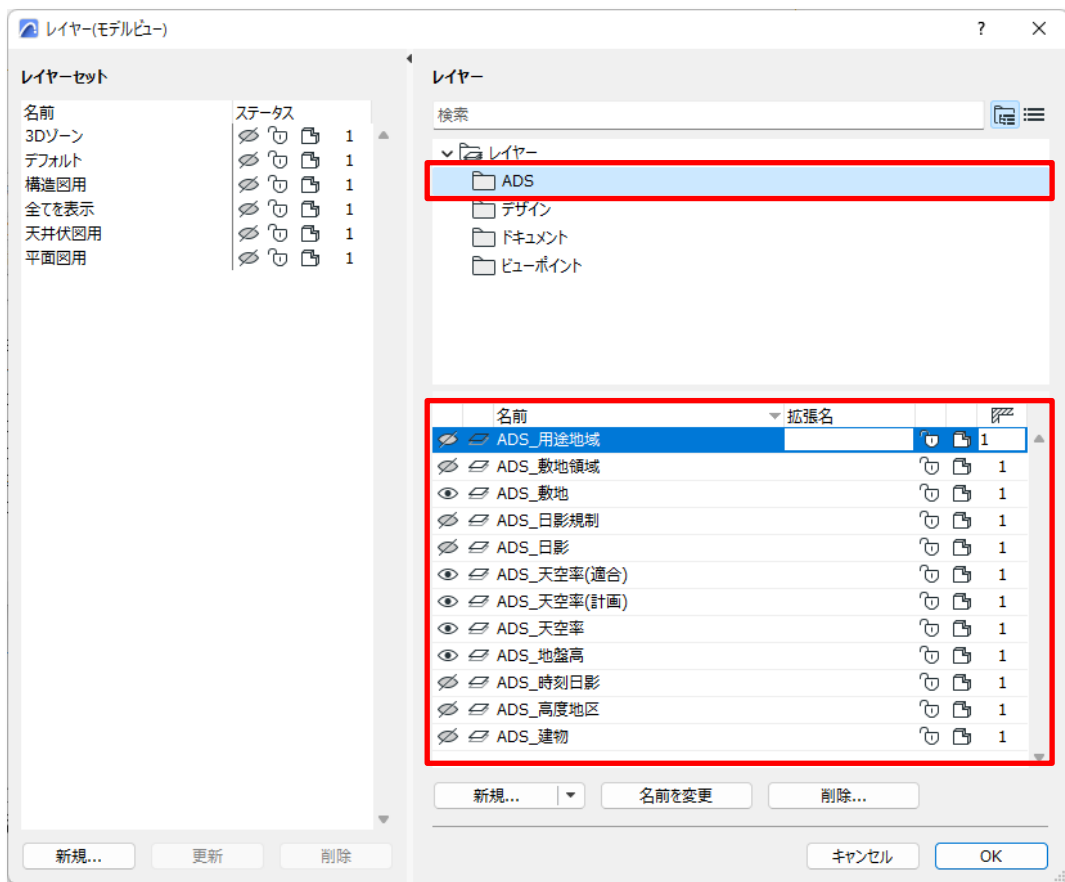 レイヤー(モデルビュー)
?
レイヤーセット
名前 ステータス
3Dゾーン 1
デフォルト 1
構造図用 1
全てを表示 1
天井伏図用 1
平面図用 1
新規... 更新 削除
レイヤー
検索
レイヤー
ADS
デザイン
ドキュメント
ビューポイント
名前 拡張名
ADS_用途地域 1
ADS_敷地領域 1
ADS_敷地 1
ADS_日影規制 1
ADS_日影 1
ADS_天空率(適合) 1
ADS_天空率(計画) 1
ADS_天空率 1
ADS_地盤高 1
ADS_時刻日影 1
ADS_高度地区 1
ADS_建物 1
新規... 名前を変更 削除...
キャンセル OK